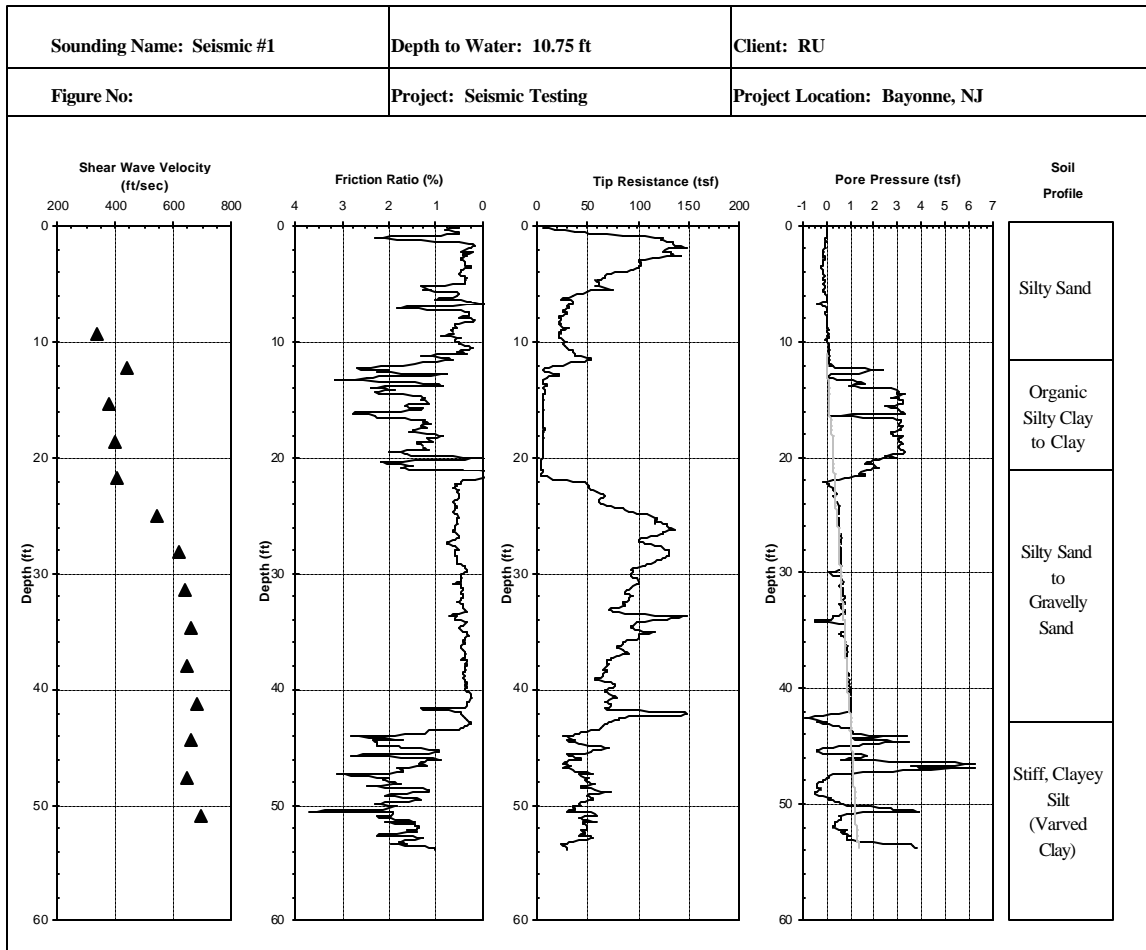 Sounding Name: Seismic #1
Depth to Water: 10.75 ft
Client: RU
Figure No:
Project: Seismic Testing
Project Location: Bayonne, NJ
Shear Wave Velocity
(ft/sec)
200 400 600 800
0
10
20
30
40
50
60
Depth (ft)
Friction Ratio (%)
4 3 2 1 0
0
10
20
30
40
50
60
Depth (ft)
Tip Resistance (tsf)
0 50 100 150 200
0
10
20
30
40
50
60
Depth (ft)
Pore Pressure (tsf)
-1 0 1 2 3 4 5 6 7
0
10
20
30
40
50
60
Depth (ft)
Soil
Profile
Silty Sand
Organic
Silty Clay
to Clay
Silty Sand
to
Gravelly
Sand
Stiff, Clayey
Silt
(Varved
Clay)